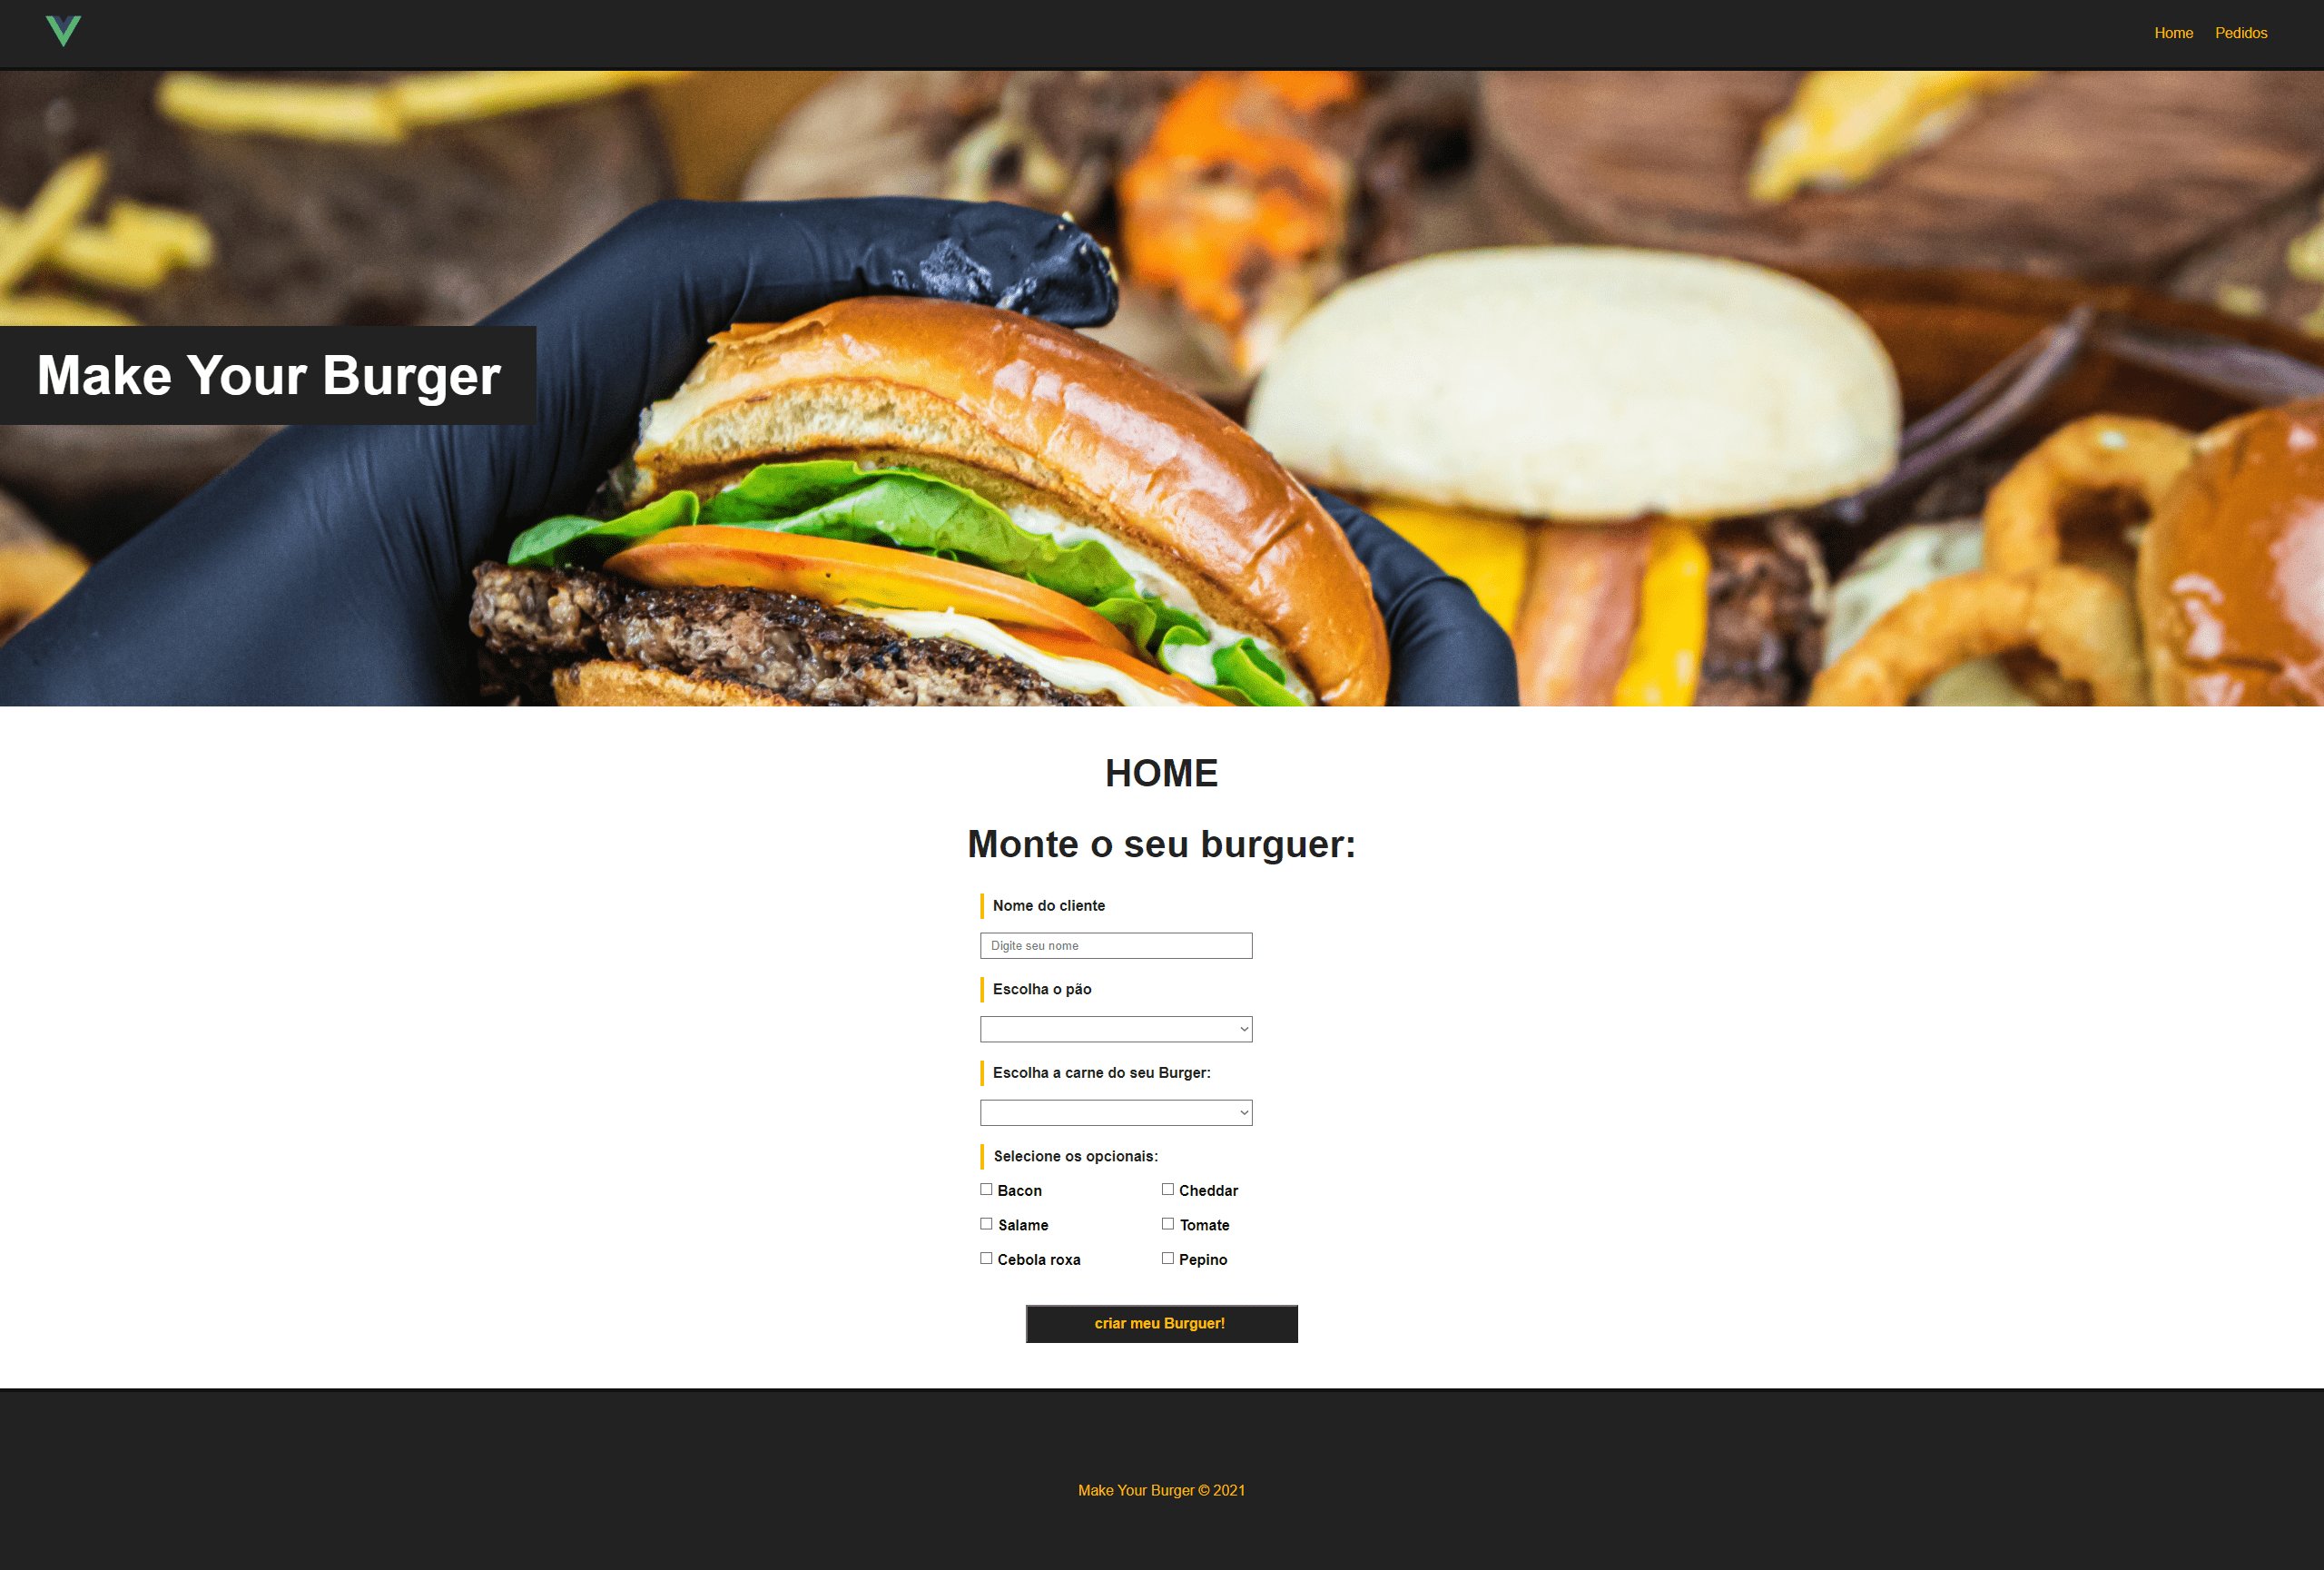 Home Pedidos
Make Your Burger
HOME
Monte o seu burguer:
Nome do cliente
Digite seu nome
Escolha o pão
Escolha a carne do seu Burger:
Selecione os opcionais:
Bacon Cheddar
Salame Tomate
Cebola roxa Pepino
criar meu Burguer!
Make Your Burger © 2021